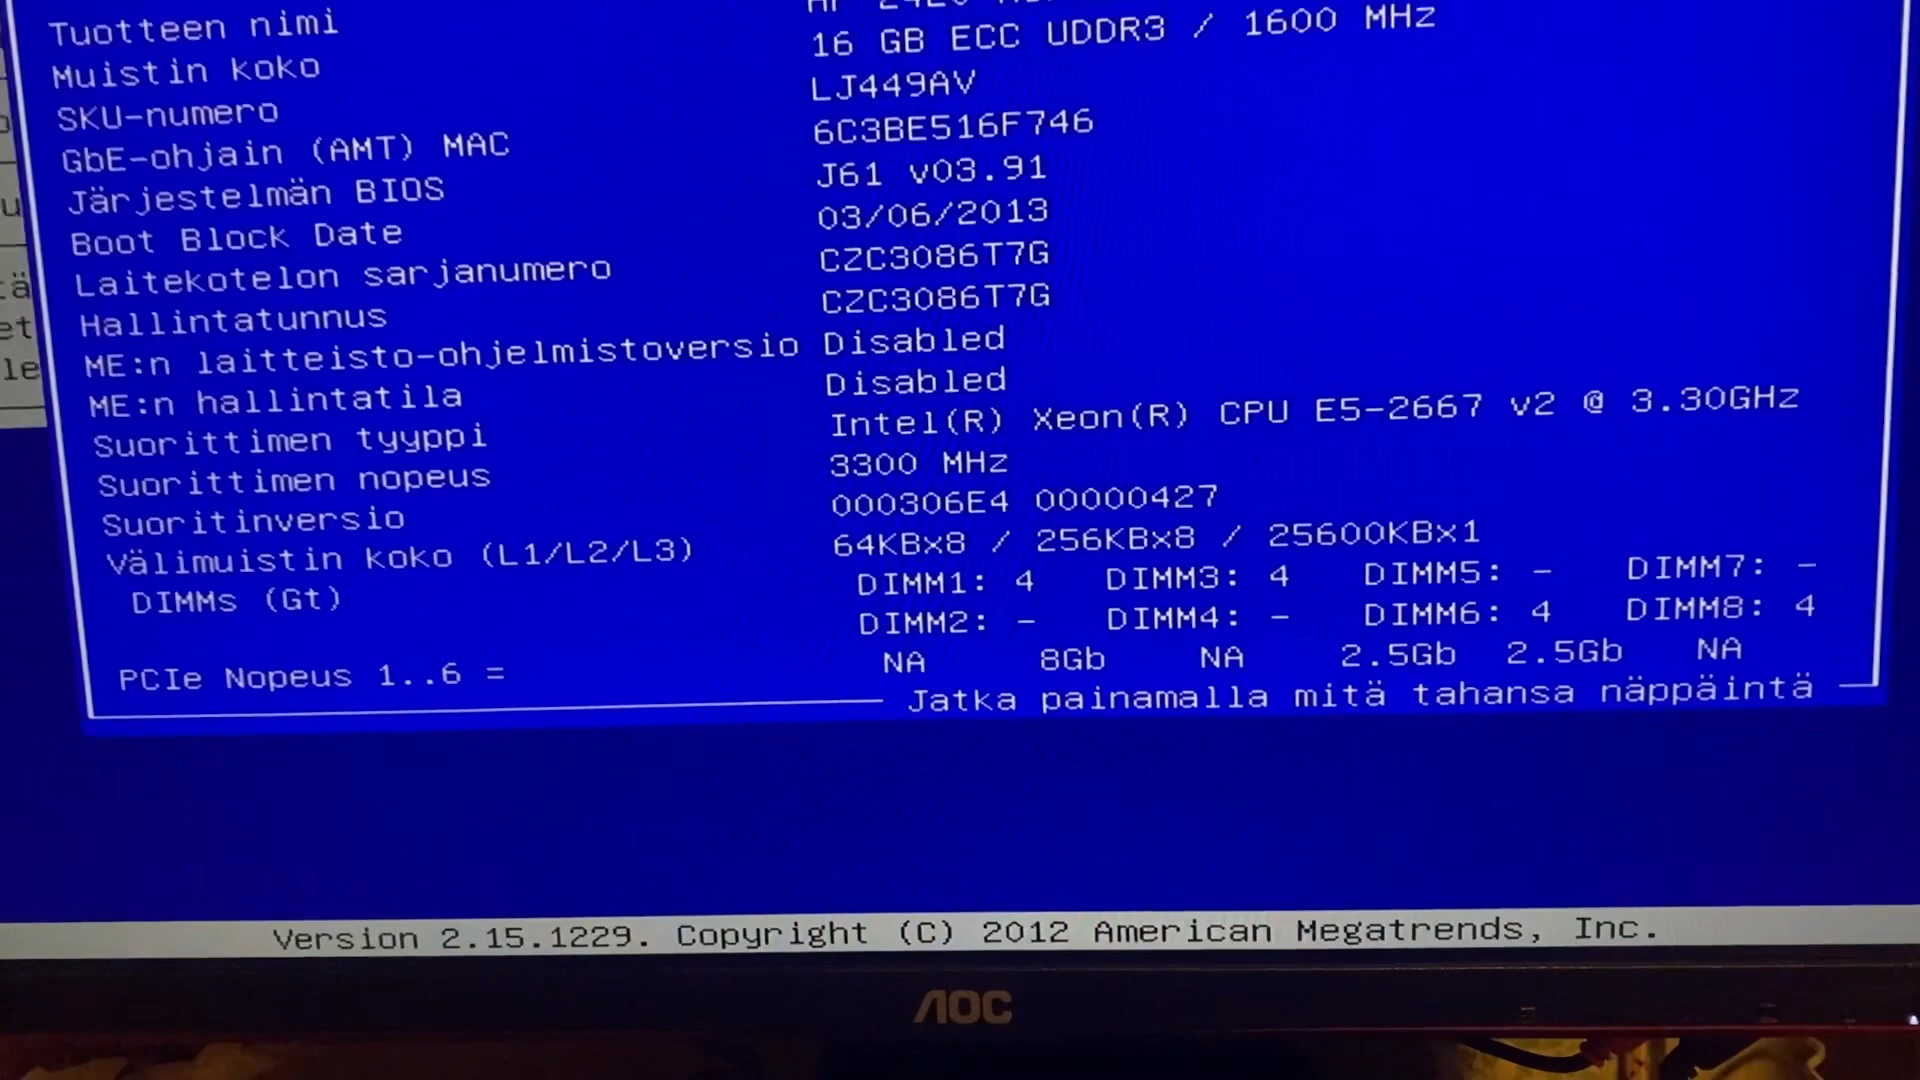 Tuotteen nimi
Muistin koko 16 GB ECC UDDR3 / 1600 MHz
SKU-numero LJ449AV
GbE-ohjain (AMT) MAC 6C3BE516F746
Järjestelmän BIOS J61 v03.91
Boot Block Date 03/06/2013
Laitekotelon sarjanumero CZC3086T7G
Hallintatunnus CZC3086T7G
ME:n laitteisto-ohjelmistoversio Disabled
ME:n hallintatila Disabled
Suorittimen tyyppi Intel(R) Xeon(R) CPU E5-2667 v2 @ 3.30GHz
Suorittimen nopeus 3300 MHz
Suoritinversio 000306E4 00000427
Välimuistin koko (L1/L2/L3) 64KBx8 / 256KBx8 / 25600KBx1
DIMMs (Gt) DIMM1: 4 DIMM3: 4 DIMM5: - DIMM7: -
DIMM2: - DIMM4: - DIMM6: 4 DIMM8: 4
PCIe Nopeus 1..6 = NA 8Gb NA 2.5Gb 2.5Gb NA
Jatka painamalla mitä tahansa näppäintä
Version 2.15.1229. Copyright (C) 2012 American Megatrends, Inc.
AOC